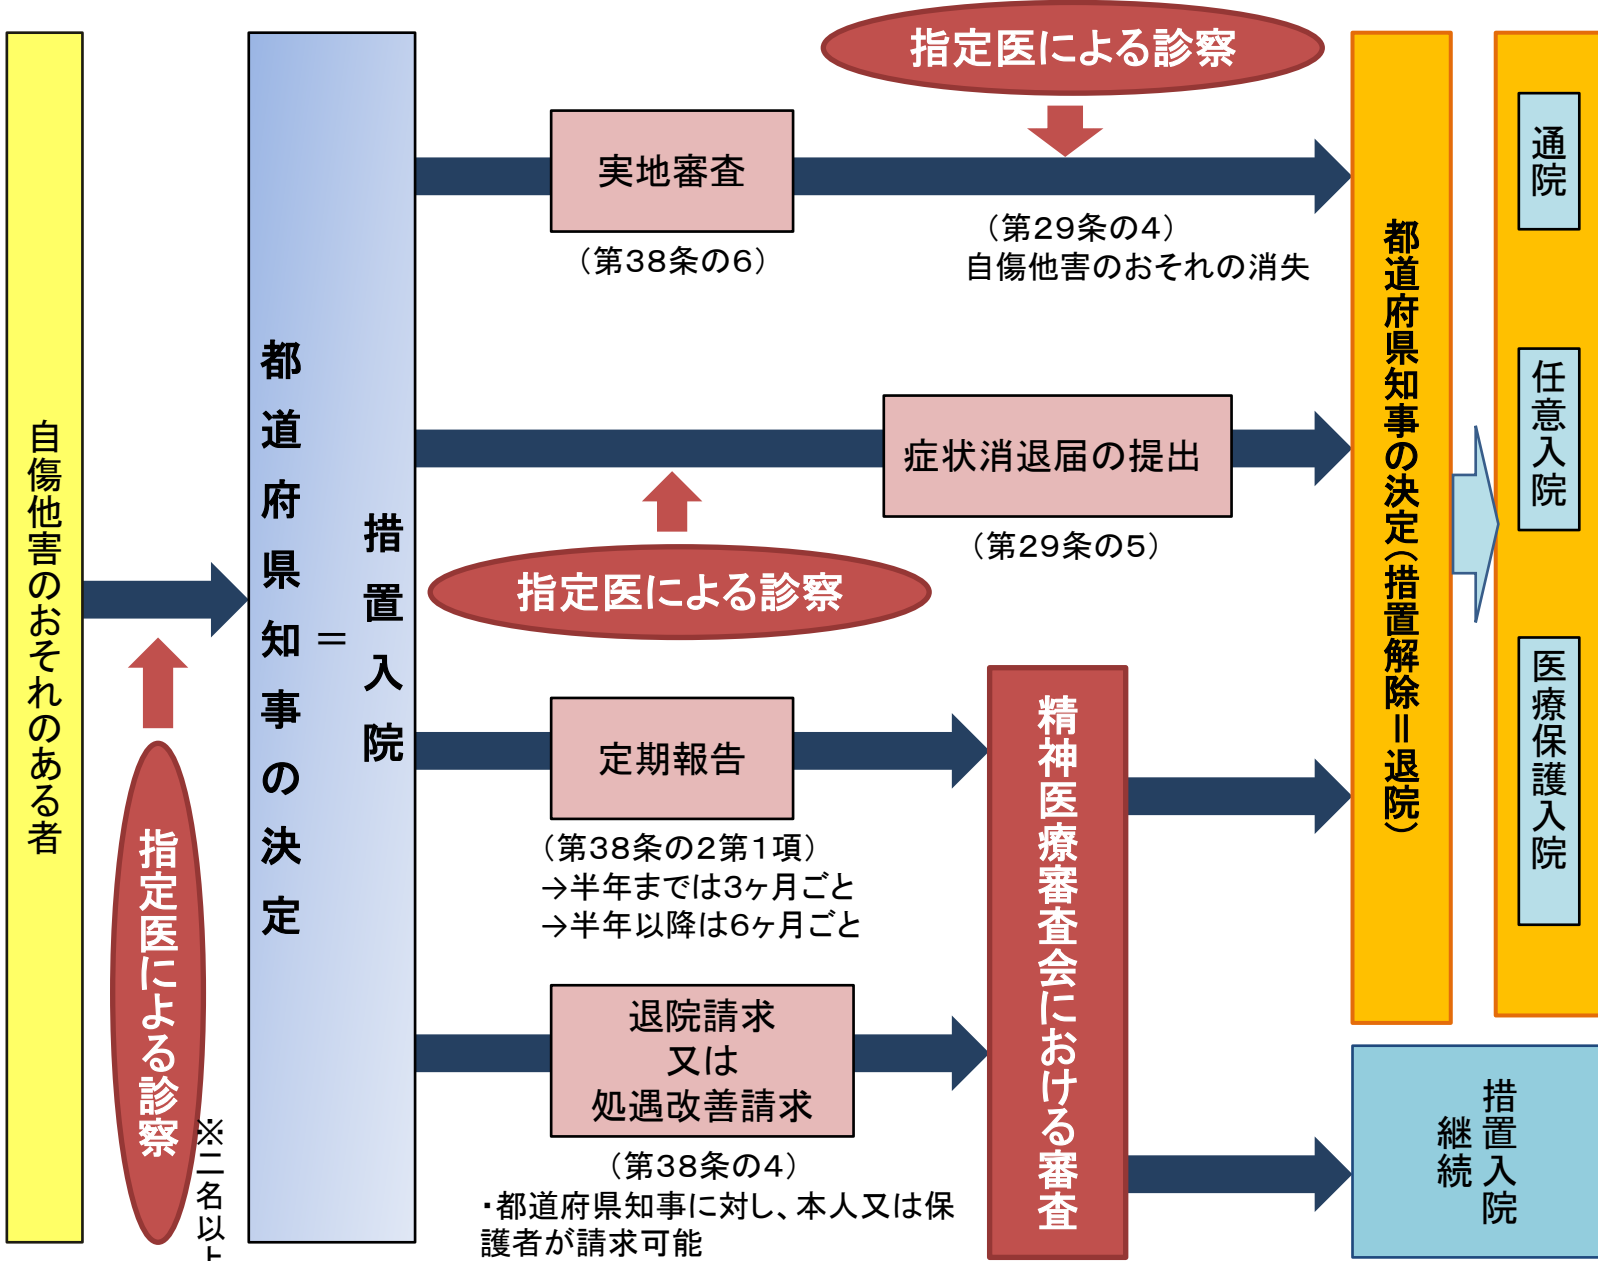 自傷他害のおそれのある者
指定医による診察
※二名以上
都道府県知事の決定
＝
措置入院
指定医による診察
実地審査
（第38条の6）
（第29条の4）
自傷他害のおそれの消失
症状消退届の提出
（第29条の5）
指定医による診察
定期報告
（第38条の2第1項）
→半年までは3ヶ月ごと
→半年以降は6ヶ月ごと
退院請求
又は
処遇改善請求
（第38条の4）
・都道府県知事に対し、本人又は保
護者が請求可能
精神医療審査会における審査
都道府県知事の決定（措置解除＝退院）
通院
任意入院
医療保護入院
措置入院
継続